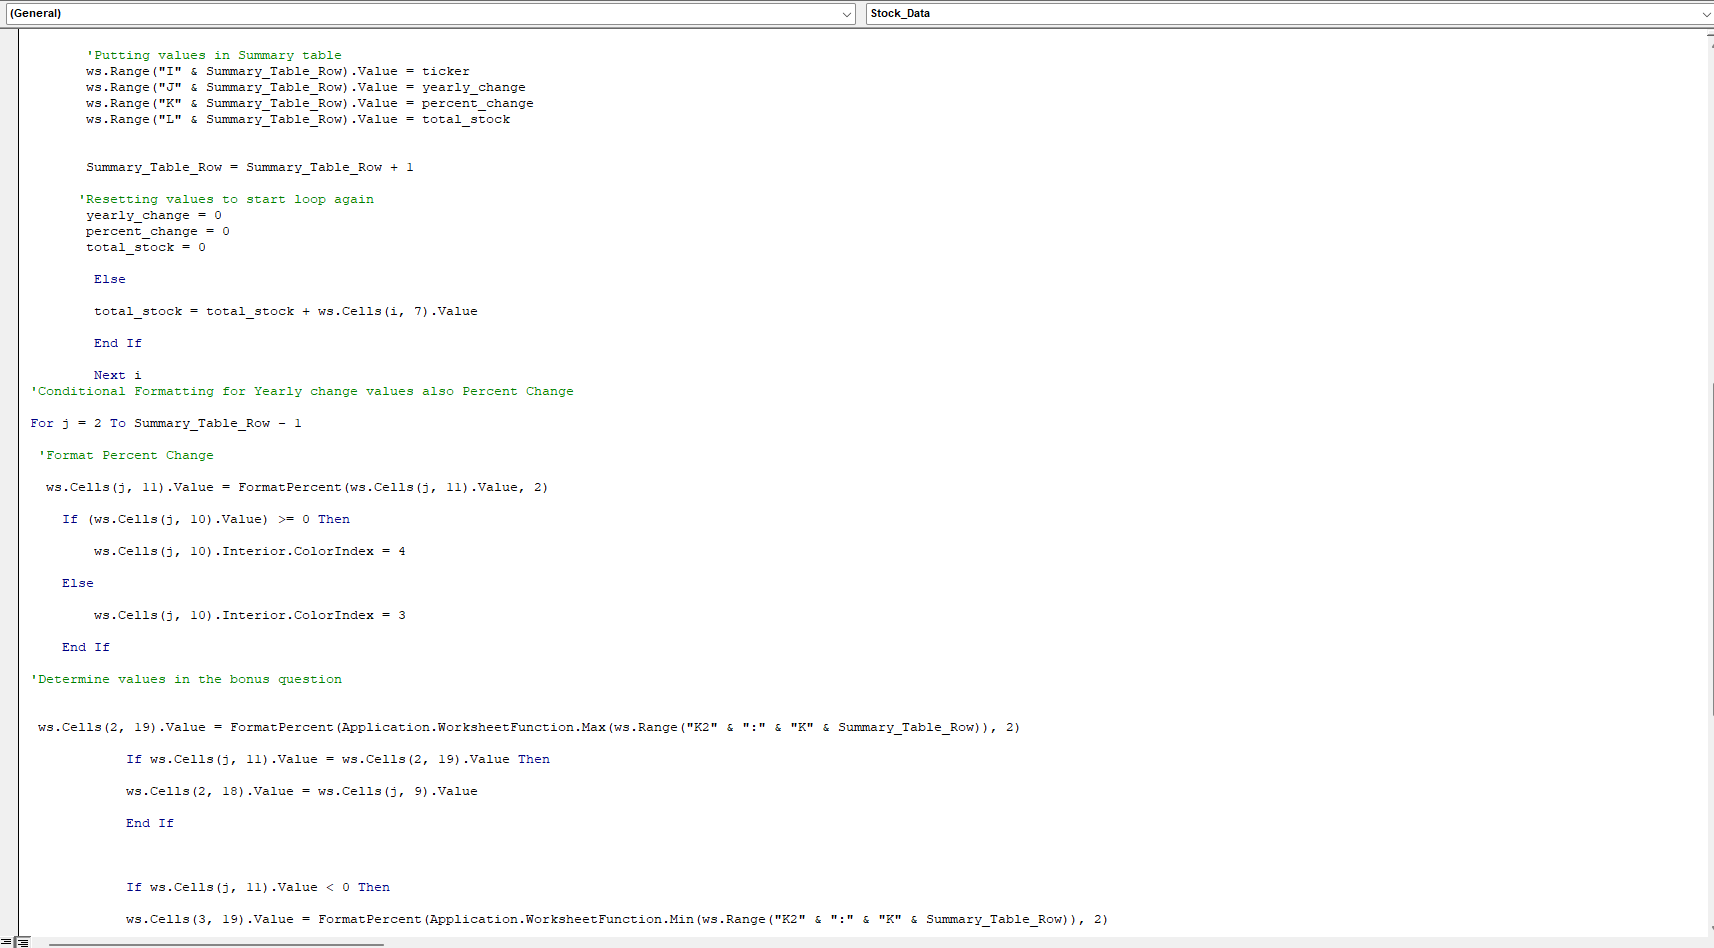 (General) Stock_Data
'Putting values in Summary table
ws.Range("I" & Summary_Table_Row).Value = ticker
ws.Range("J" & Summary_Table_Row).Value = yearly_change
ws.Range("K" & Summary_Table_Row).Value = percent_change
ws.Range("L" & Summary_Table_Row).Value = total_stock
Summary_Table_Row = Summary_Table_Row + 1
'Resetting values to start loop again
yearly_change = 0
percent_change = 0
total_stock = 0
Else
total_stock = total_stock + ws.Cells(i, 7).Value
End If
Next i
'Conditional Formatting for Yearly change values also Percent Change
For j = 2 To Summary_Table_Row - 1
'Format Percent Change
ws.Cells(j, 11).Value = FormatPercent(ws.Cells(j, 11).Value, 2)
If (ws.Cells(j, 10).Value) >= 0 Then
ws.Cells(j, 10).Interior.ColorIndex = 4
Else
ws.Cells(j, 10).Interior.ColorIndex = 3
End If
'Determine values in the bonus question
ws.Cells(2, 19).Value = FormatPercent(Application.WorksheetFunction.Max(ws.Range("K2" & ":" & "K" & Summary_Table_Row)), 2)
If ws.Cells(j, 11).Value = ws.Cells(2, 19).Value Then
ws.Cells(2, 18).Value = ws.Cells(j, 9).Value
End If
If ws.Cells(j, 11).Value < 0 Then
ws.Cells(3, 19).Value = FormatPercent(Application.WorksheetFunction.Min(ws.Range("K2" & ":" & "K" & Summary_Table_Row)), 2)